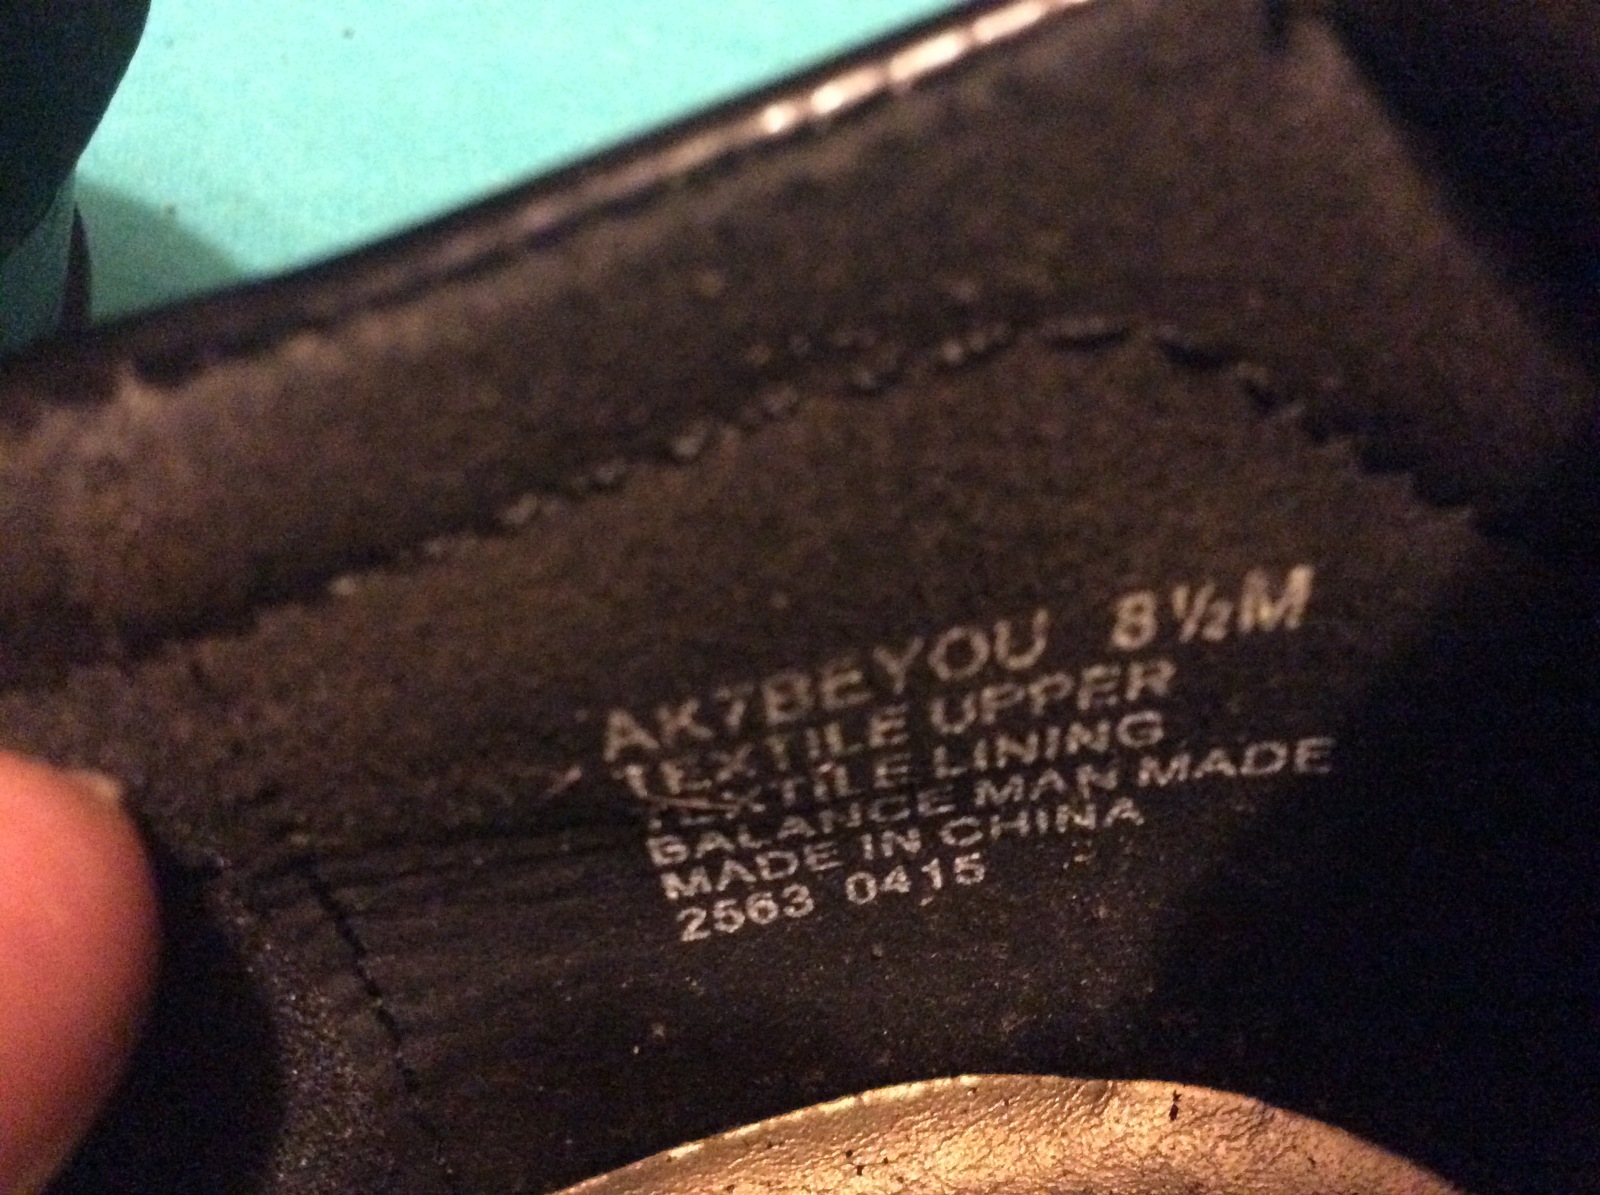 AK7BEYOU 8½M
TEXTILE UPPER
TEXTILE LINING
BALANCE MAN MADE
MADE IN CHINA
2563 0415